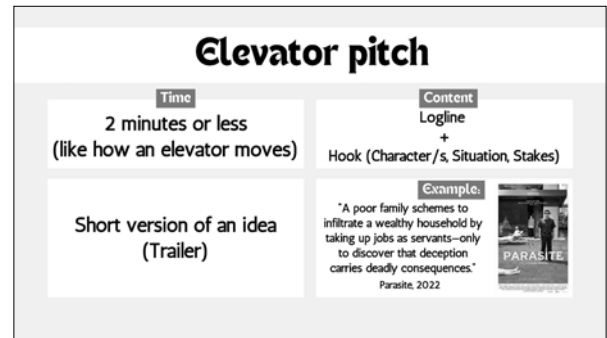 Elevator pitch
Time
2 minutes or less
(like how an elevator moves)
Short version of an idea
(Trailer)
Content
Logline
+
Hook (Character/s, Situation, Stakes)
Example:
"A poor family schemes to
infiltrate a wealthy household by
taking up jobs as servants—only
to discover that deception
carries deadly consequences."
Parasite, 2022
PARASITE